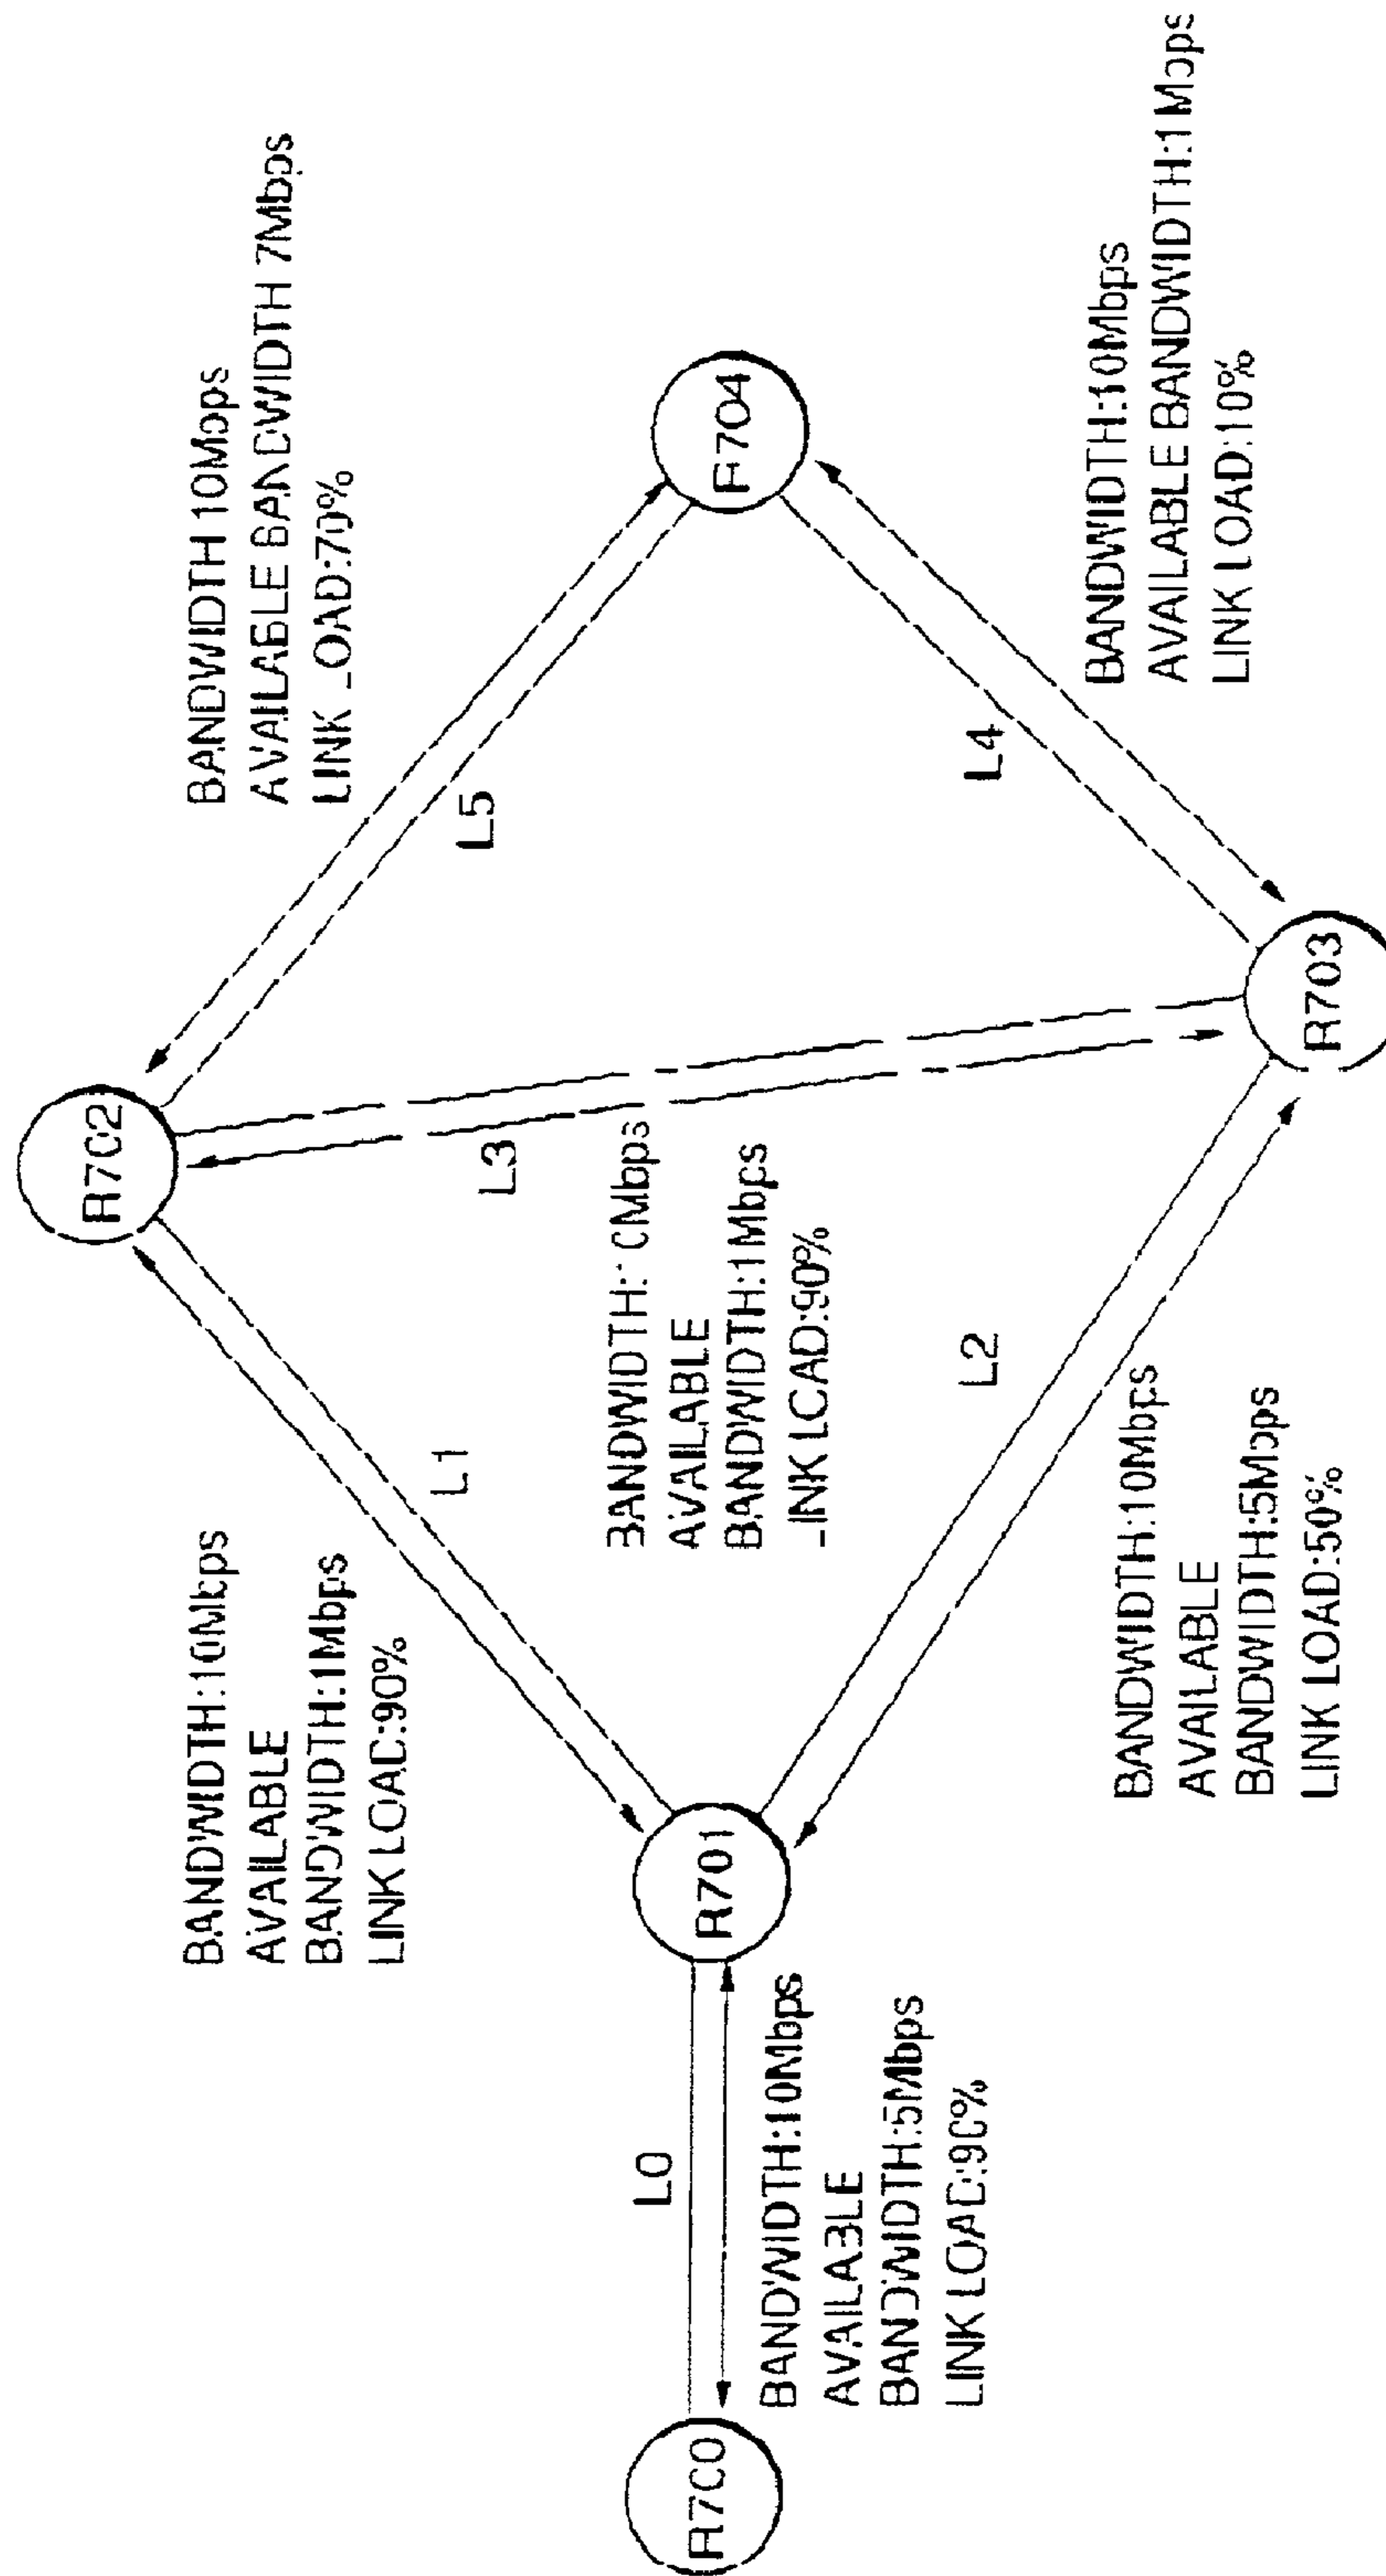 R700
L0
BANDWIDTH:10Mbps
AVAILABLE
BANDWIDTH:5Mbps
LINK LOAD:90%
R701
BANDWIDTH:10Mbps
AVAILABLE
BANDWIDTH:1Mbps
LINK LOAD:90%
L1
R702
BANDWIDTH:10Mbps
AVAILABLE
BANDWIDTH:5Mbps
LINK LOAD:50%
L2
L3
BANDWIDTH: 0Mbps
AVAILABLE
BANDWIDTH:1Mbps
LINK LOAD:90%
R703
BANDWIDTH 10Mbps
AVAILABLE BANDWIDTH 7Mbps
LINK LOAD:70%
L5
L4
BANDWIDTH:10Mbps
AVAILABLE BANDWIDTH:1Mbps
LINK LOAD:10%
R704